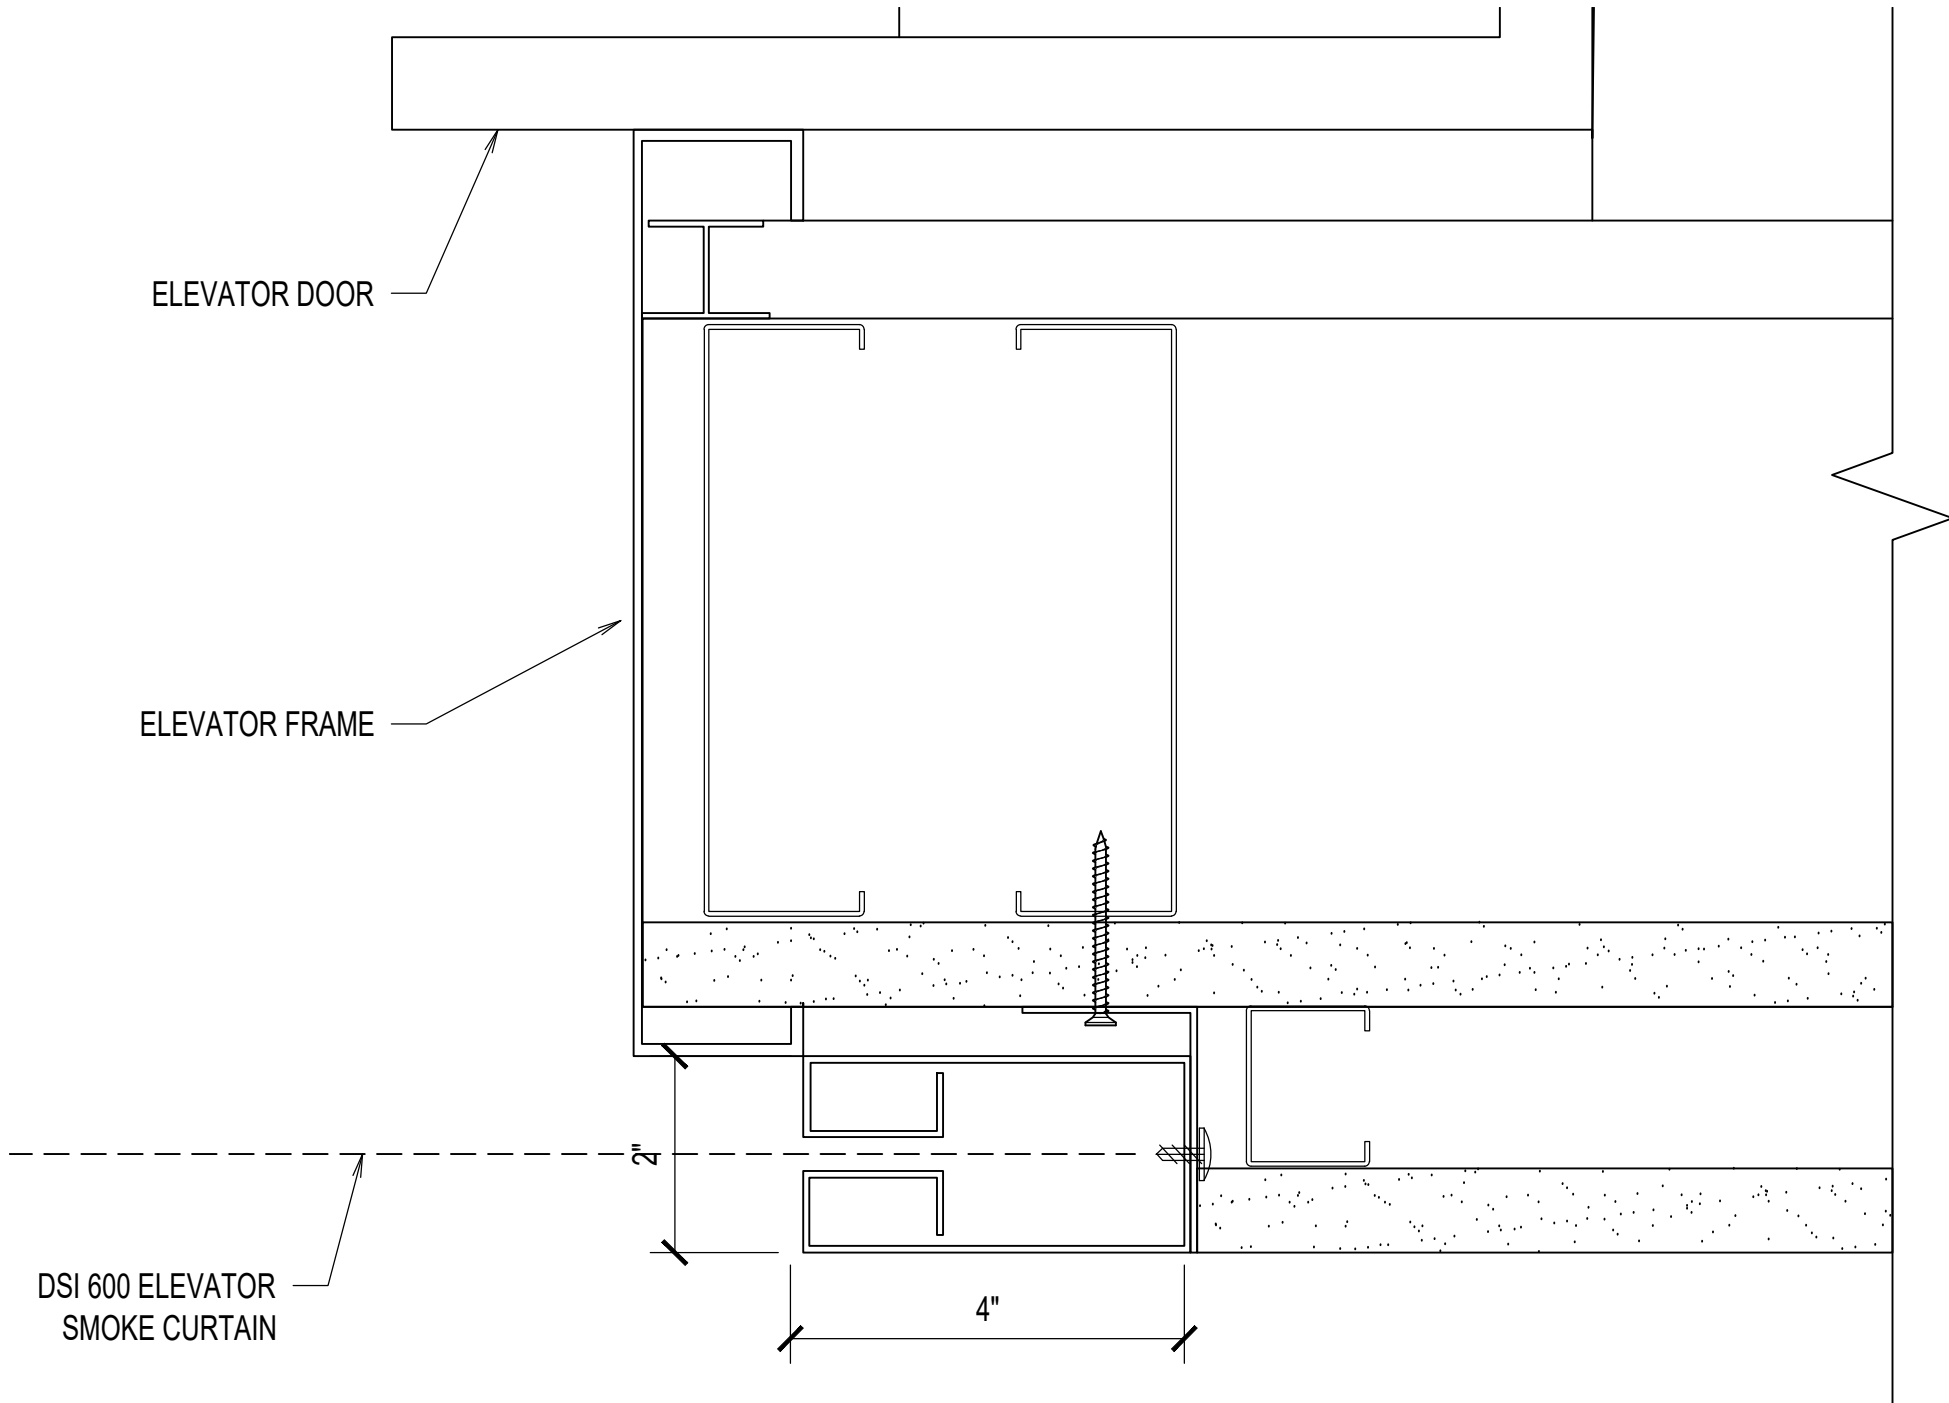 ELEVATOR DOOR
ELEVATOR FRAME
2"
DSI 600 ELEVATOR
SMOKE CURTAIN
4"